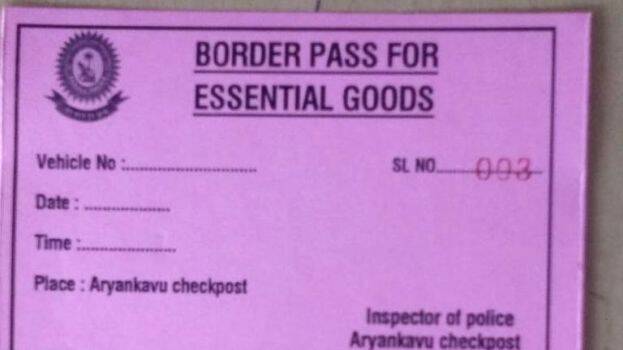 BORDER PASS FOR
ESSENTIAL GOODS
Vehicle No :..............................
SL NO............ 003
Date : ....................
Time :......................
Place : Aryankavu checkpost
Inspector of police
Aryankavu checkpost